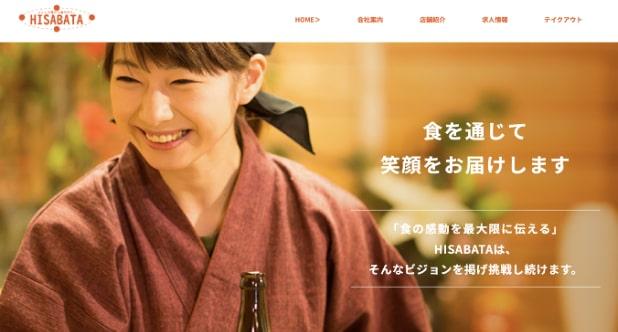 HISABATA
HOME＞
会社案内
店舗紹介
求人情報
テイクアウト
食を通じて
笑顔をお届けします
「食の感動を最大限に伝える」
HISABATAは、
そんなビジョンを掲げ挑戦し続けます。